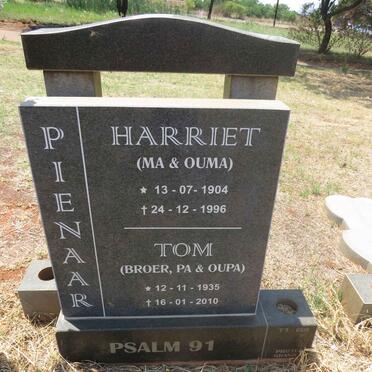 PIENAAR
HARRIET
(MA & OUMA)
★ 13 - 07 - 1904
† 24 - 12 - 1996
TOM
(BROER, PA & OUPA)
★ 12 - 11 - 1935
† 16 - 01 - 2010
PSALM 91